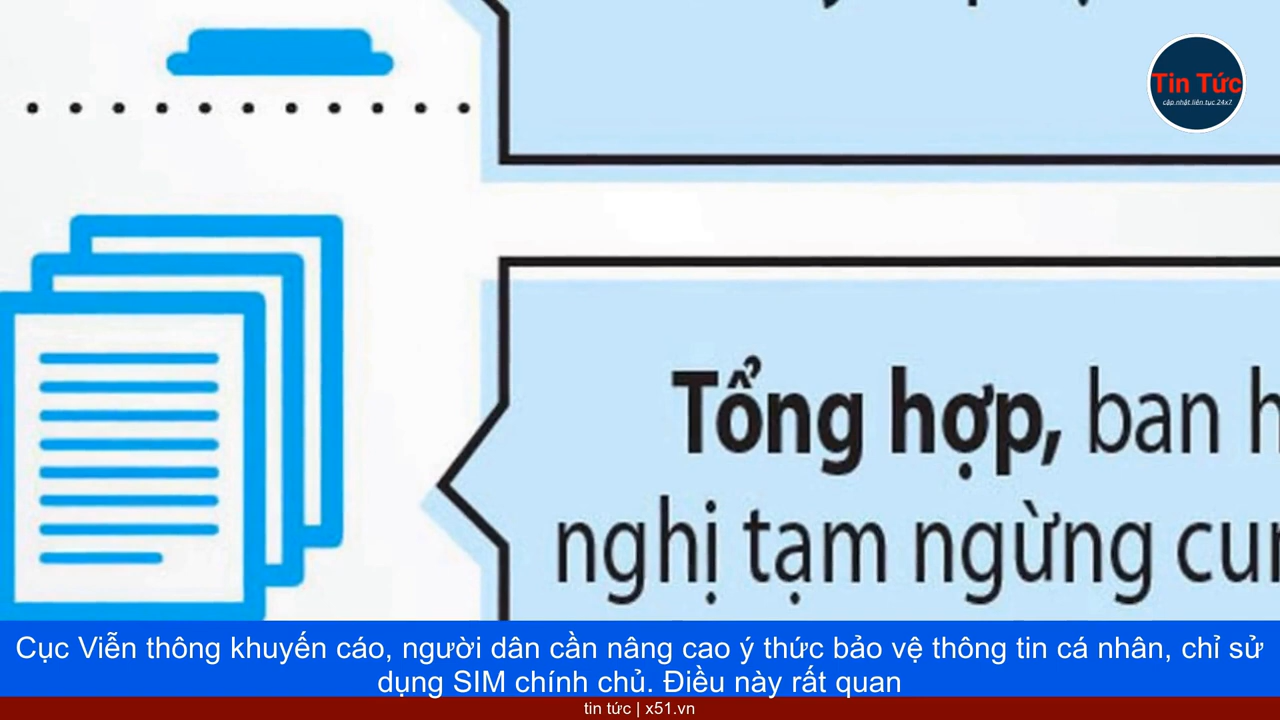 Tin Tức
cập nhật liên tục 24x7
Tổng hợp, ban h
nghị tạm ngừng cun
Cục Viễn thông khuyến cáo, người dân cần nâng cao ý thức bảo vệ thông tin cá nhân, chỉ sử
dụng SIM chính chủ. Điều này rất quan
tin tức | x51.vn